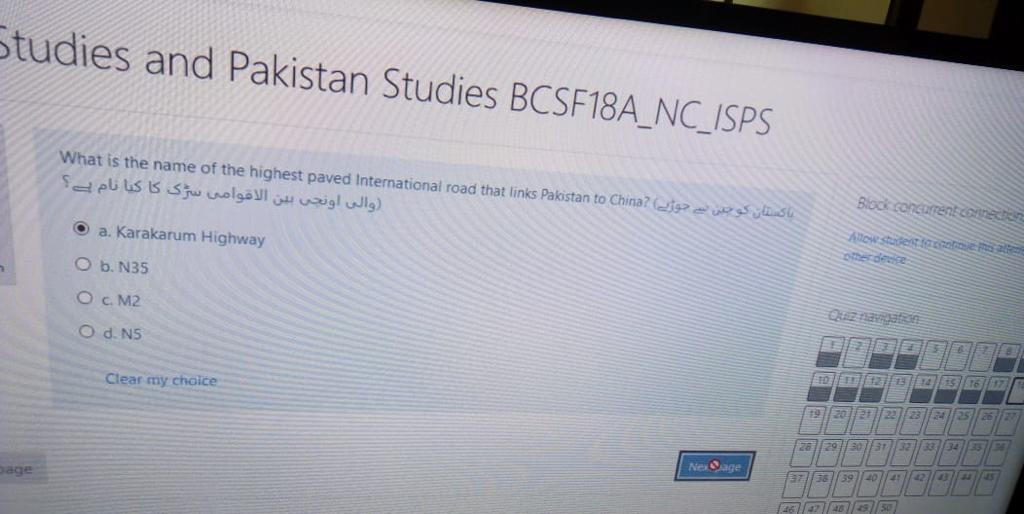 Studies and Pakistan Studies BCSF18A_NC_ISPS
What is the name of the highest paved International road that links Pakistan to China? (پاکستان کو چین سے جوڑنے
والی اونچی بین الاقوامی سڑک کا کیا نام ہے؟)
a. Karakarum Highway
b. N35
c. M2
d. N5
Clear my choice
page
Next page
Block concurrent connection
Allow student to continue this attem
other device
Quiz navigation
1 2 3 4 5 6 7 8
10 11 12 13 14 15 16 17 18
19 20 21 22 23 24 25 26 27
28 29 30 31 32 33 34 35 36
37 38 39 40 41 42 43 44 45
46 47 48 49 50